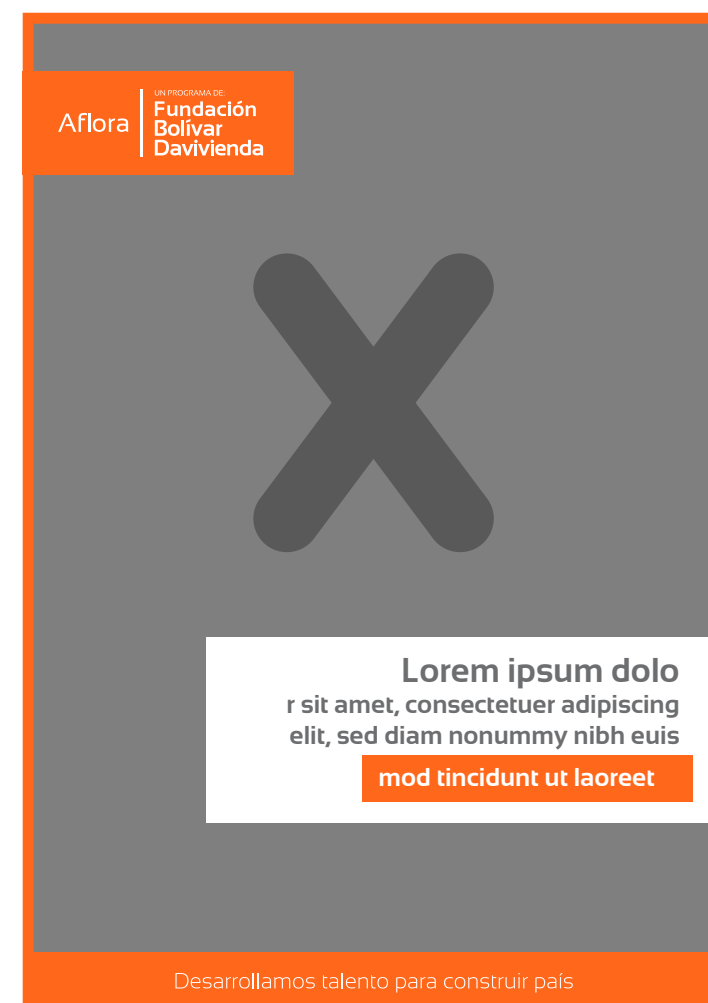 Aflora
UN PROGRAMA DE:
Fundación
Bolívar
Davivienda
Lorem ipsum dolo
r sit amet, consectetuer adipiscing
elit, sed diam nonummy nibh euis
mod tincidunt ut laoreet
Desarrollamos talento para construir país